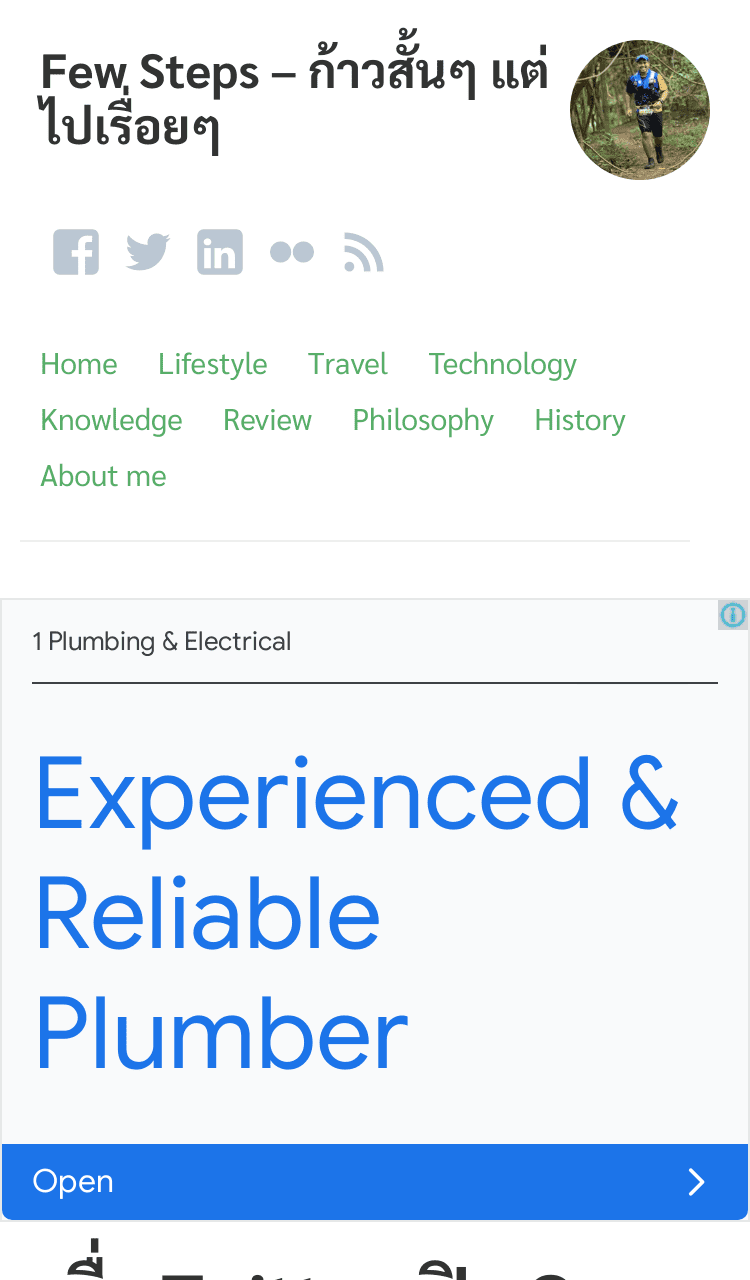 Few Steps – ก้าวสั้นๆ แต่
ไปเรื่อยๆ
Home Lifestyle Travel Technology
Knowledge Review Philosophy History
About me
1 Plumbing & Electrical
Experienced &
Reliable
Plumber
Open